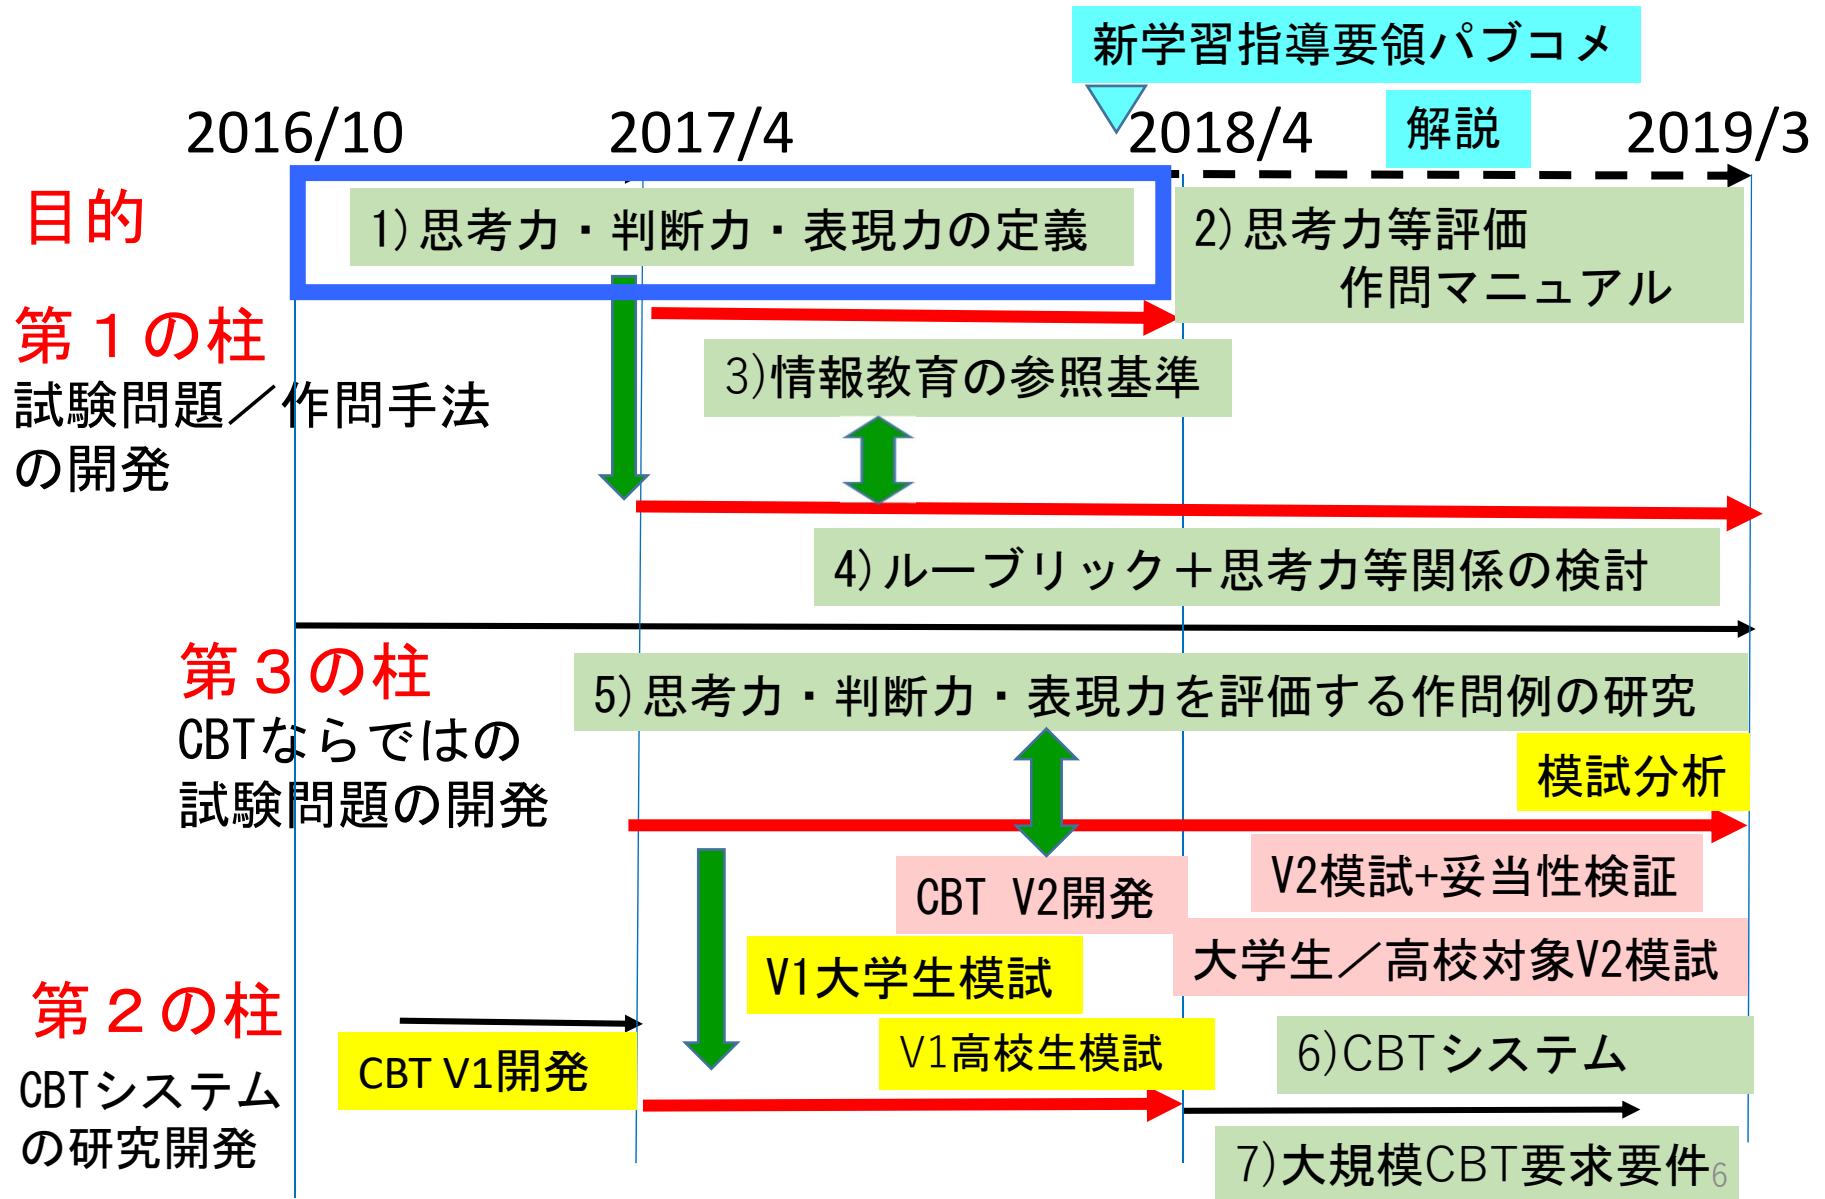 新学習指導要領パブコメ
2016/10
2017/4
2018/4
解説
2019/3
目的
1)思考力・判断力・表現力の定義
2)思考力等評価
作問マニュアル
第１の柱
試験問題／作問手法
の開発
3)情報教育の参照基準
4)ルーブリック＋思考力等関係の検討
第３の柱
CBTならではの
試験問題の開発
5)思考力・判断力・表現力を評価する作問例の研究
模試分析
CBT V2開発
V2模試+妥当性検証
V1大学生模試
大学生／高校対象V2模試
第２の柱
CBTシステム
の研究開発
CBT V1開発
V1高校生模試
6)CBTシステム
7)大規模CBT要求要件
6